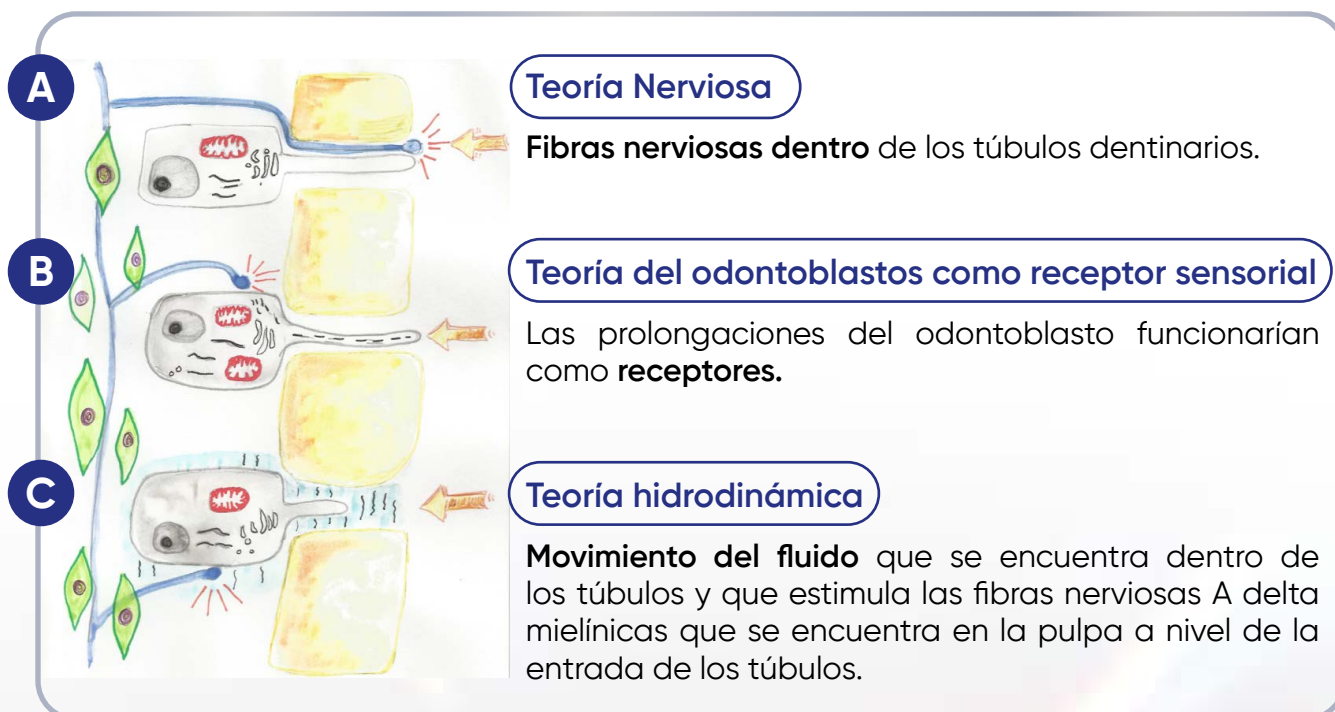 A
Teoría Nerviosa
Fibras nerviosas dentro de los túbulos dentinarios.
B
Teoría del odontoblastos como receptor sensorial
Las prolongaciones del odontoblasto funcionarían
como receptores.
C
Teoría hidrodinámica
Movimiento del fluido que se encuentra dentro de
los túbulos y que estimula las fibras nerviosas A delta
mielínicas que se encuentra en la pulpa a nivel de la
entrada de los túbulos.